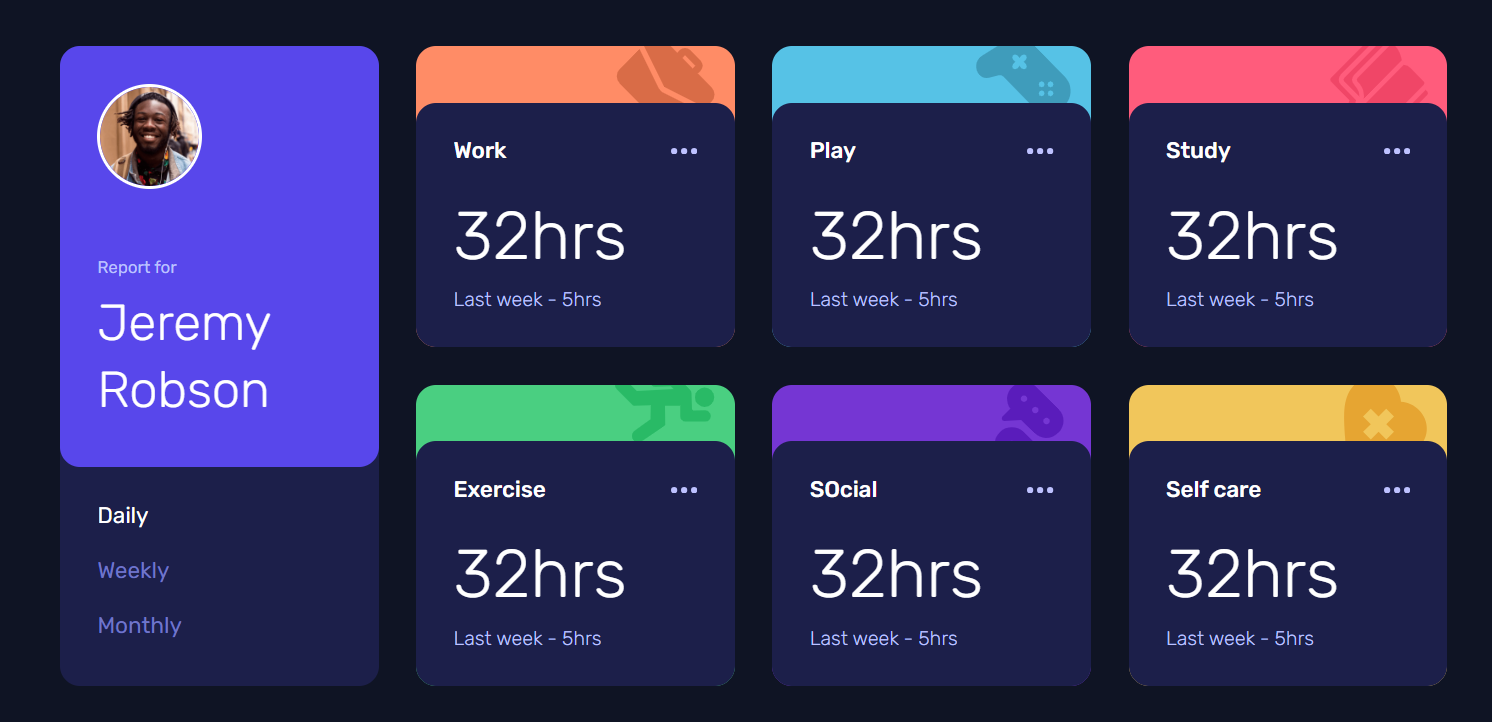 Report for
Jeremy
Robson
Daily
Weekly
Monthly
Work
32hrs
Last week - 5hrs
Play
32hrs
Last week - 5hrs
Study
32hrs
Last week - 5hrs
Exercise
32hrs
Last week - 5hrs
SOcial
32hrs
Last week - 5hrs
Self care
32hrs
Last week - 5hrs